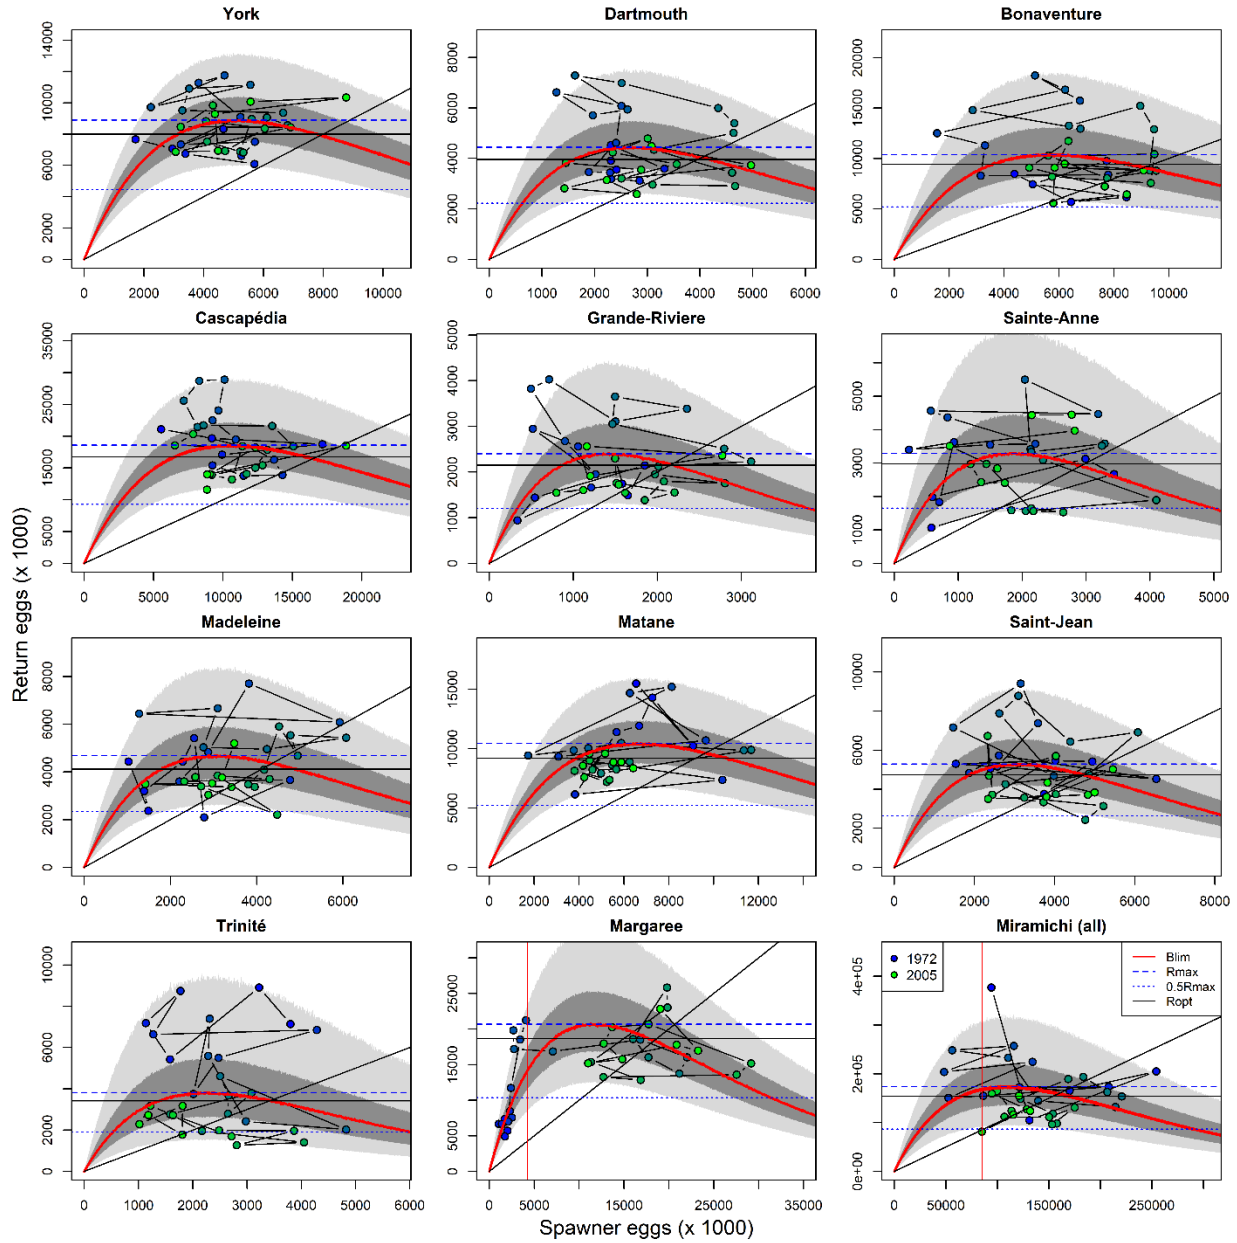 York
14000
10000
8000
6000
4000
2000
0
0 2000 4000 6000 8000 10000
Dartmouth
8000
6000
4000
2000
0
0 1000 2000 3000 4000 5000 6000
Bonaventure
20000
15000
10000
5000
0
0 2000 4000 6000 8000 10000
Return eggs (x 1000)
Cascapédia
35000
25000
15000
5000
0
0 5000 10000 15000 20000
Grande-Riviere
5000
4000
3000
2000
1000
0
0 1000 2000 3000
Sainte-Anne
5000
3000
1000
0
0 1000 2000 3000 4000 5000
Madeleine
8000
6000
4000
2000
0
0 2000 4000 6000
Matane
15000
10000
5000
0
0 2000 4000 6000 8000 12000
Saint-Jean
10000
6000
4000
2000
0
0 2000 4000 6000 8000
Trinité
10000
6000
4000
2000
0
0 1000 2000 3000 4000 5000 6000
Margaree
25000
15000
10000
5000
0
0 5000 15000 25000 35000
Miramichi (all)
1972
2005
Blim
Rmax
0.5Rmax
Ropt
4e+05
2e+05
0e+00
50000 150000 250000
Spawner eggs (x 1000)